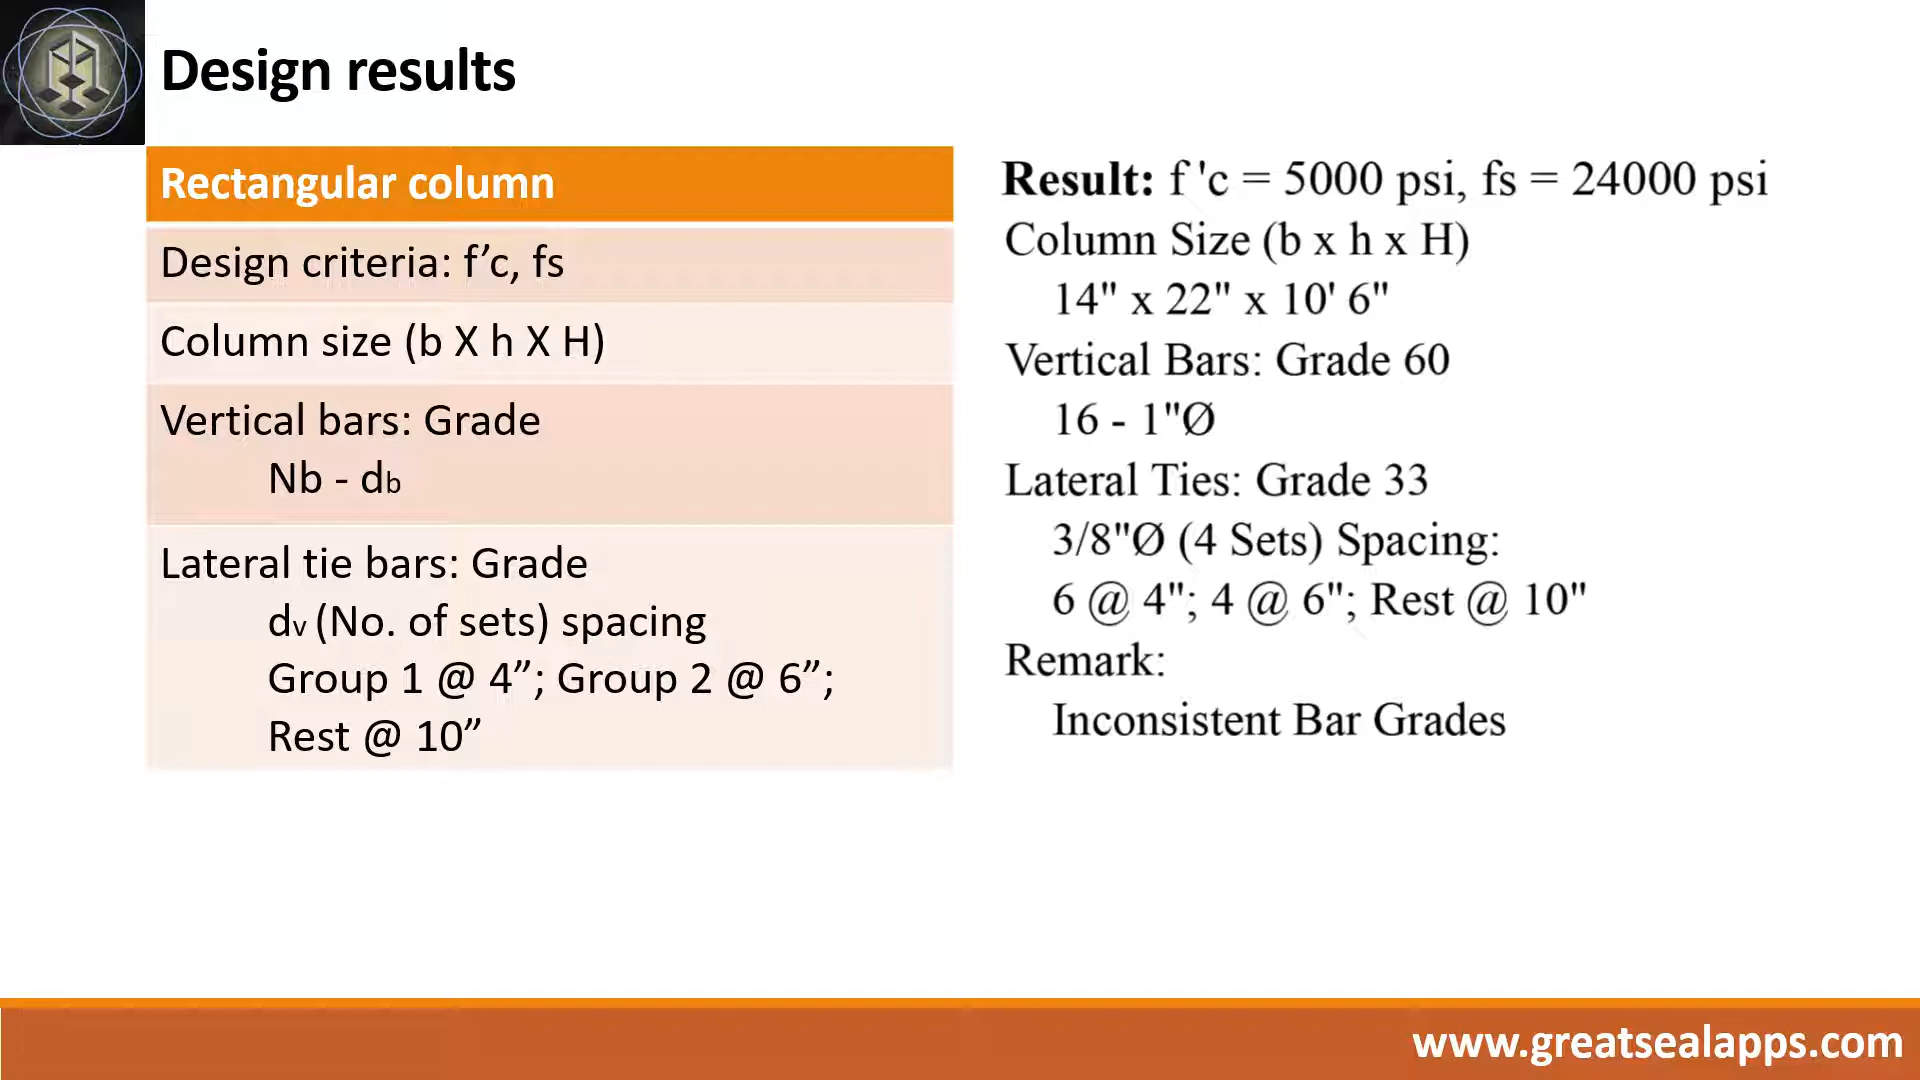 Design results
Rectangular column
Design criteria: f’c, fs
Column size (b X h X H)
Vertical bars: Grade
Nb - db
Lateral tie bars: Grade
dv (No. of sets) spacing
Group 1 @ 4”; Group 2 @ 6”;
Rest @ 10”
Result: f 'c = 5000 psi, fs = 24000 psi
Column Size (b x h x H)
14" x 22" x 10' 6"
Vertical Bars: Grade 60
16 - 1"Ø
Lateral Ties: Grade 33
3/8"Ø (4 Sets) Spacing:
6 @ 4"; 4 @ 6"; Rest @ 10"
Remark:
Inconsistent Bar Grades
www.greatsealapps.com